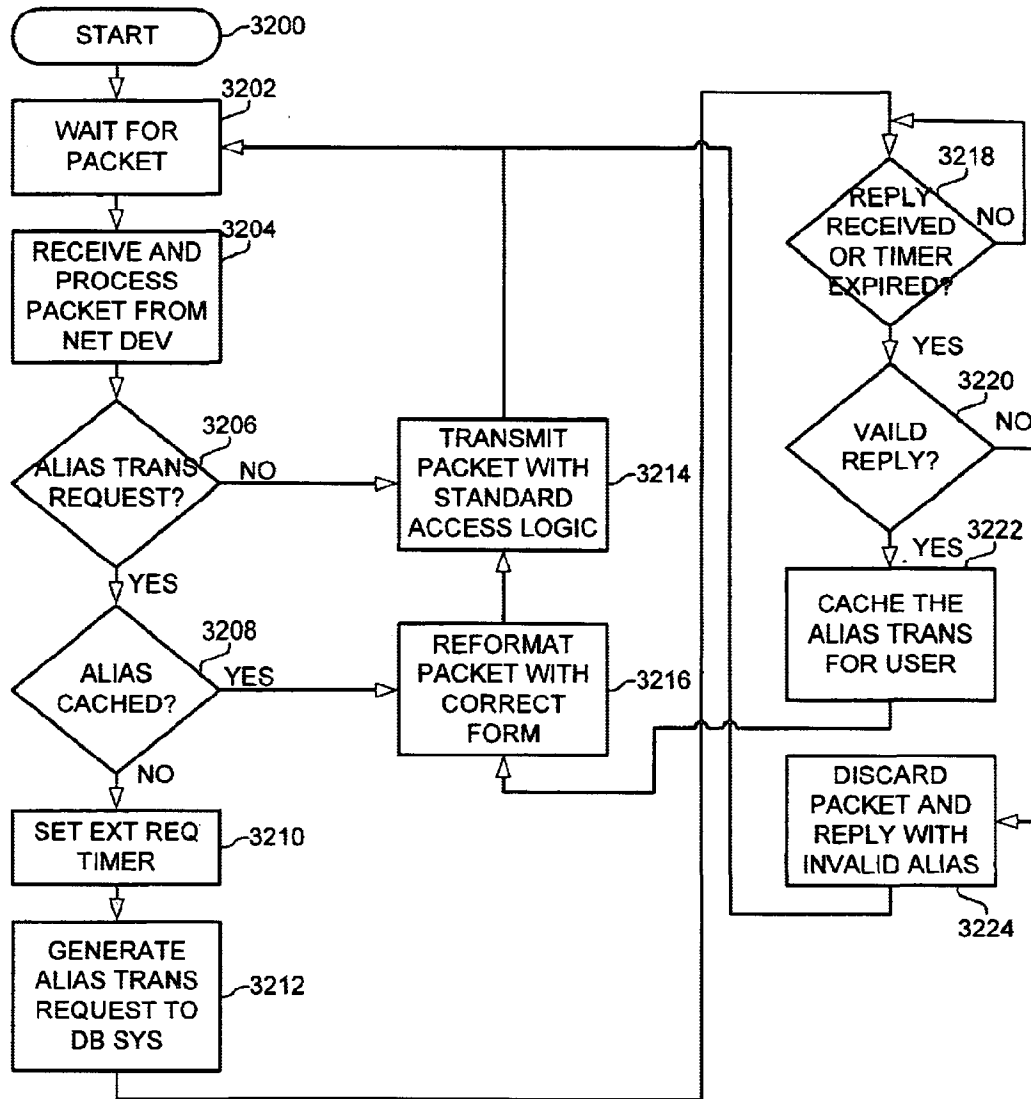 START
3200
3202
WAIT FOR
PACKET
3204
RECEIVE AND
PROCESS
PACKET FROM
NET DEV
3206
ALIAS TRANS
REQUEST?
NO
YES
3208
ALIAS
CACHED?
YES
NO
SET EXT REQ
TIMER
3210
GENERATE
ALIAS TRANS
REQUEST TO
DB SYS
3212
TRANSMIT
PACKET WITH
STANDARD
ACCESS LOGIC
3214
REFORMAT
PACKET WITH
CORRECT
FORM
3216
3218
REPLY
RECEIVED
OR TIMER
EXPIRED?
NO
YES
3220
VAILD
REPLY?
NO
YES
3222
CACHE THE
ALIAS TRANS
FOR USER
DISCARD
PACKET AND
REPLY WITH
INVALID ALIAS
3224